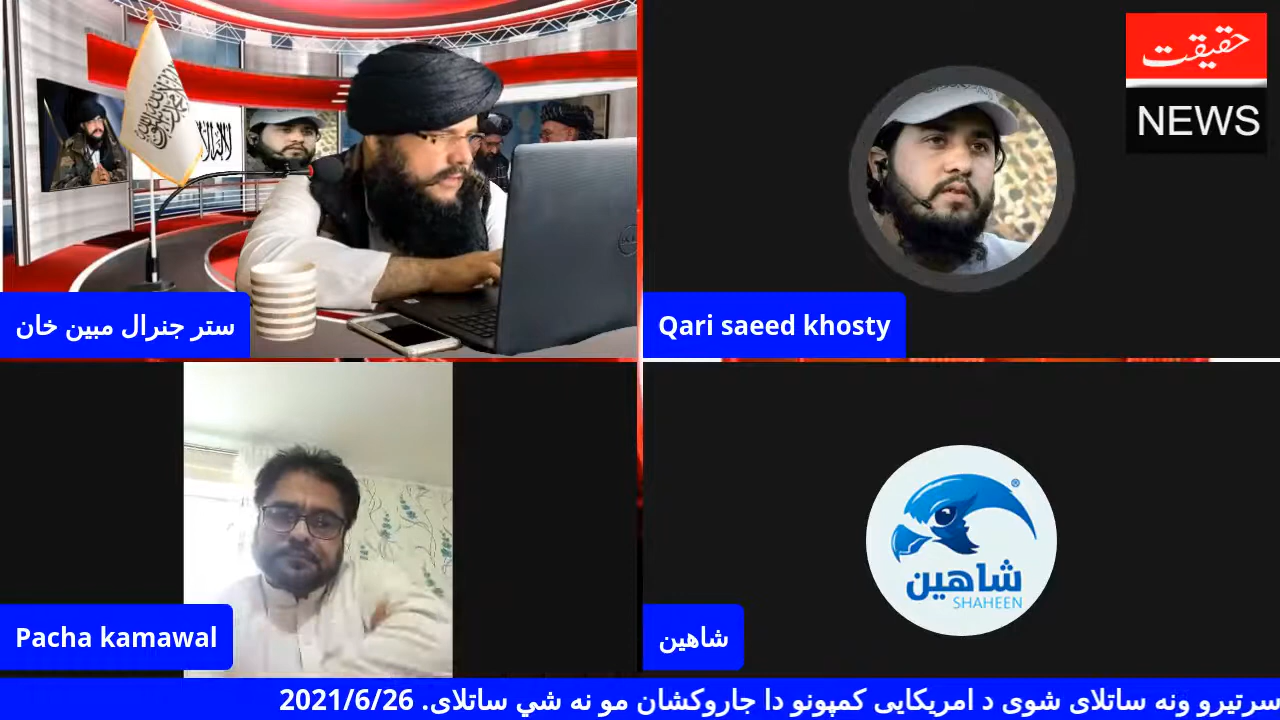 حقیقت
NEWS
ستر جنرال مبین خان
Qari saeed khosty
Pacha kamawal
شاهين
SHAHEEN
شاهین
سرتیرو ونه ساتلای شوی د امریکایی کمپونو دا جاروکشان مو نه شي ساتلای. 2021/6/26